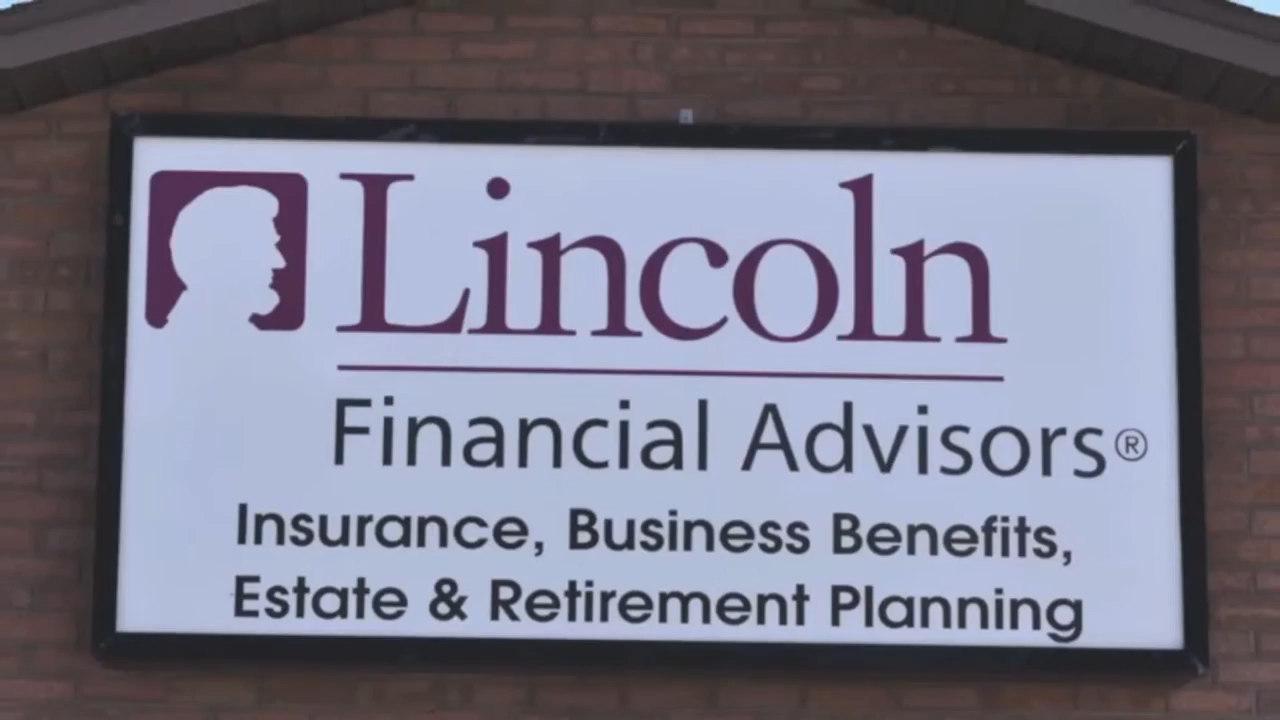 Lincoln
Financial Advisors®
Insurance, Business Benefits,
Estate & Retirement Planning